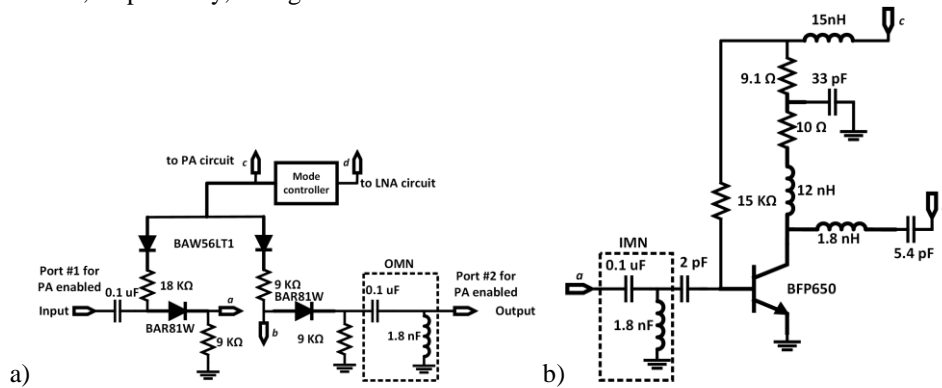 15nH
c
9.1 Ω
33 pF
10 Ω
to PA circuit
c
d
Mode
controller
to LNA circuit
12 nH
15 KΩ
BAW56LT1
1.8 nH
5.4 pF
IMN
OMN
Port #1 for
PA enabled
18 KΩ
9 KΩ
Port #2 for
PA enabled
a
0.1 uF
2 pF
BFP650
0.1 uF
a
BAR81W
0.1 uF
Input
Output
BAR81W
1.8 nF
9 KΩ
b
9 KΩ
1.8 nF
a)
b)